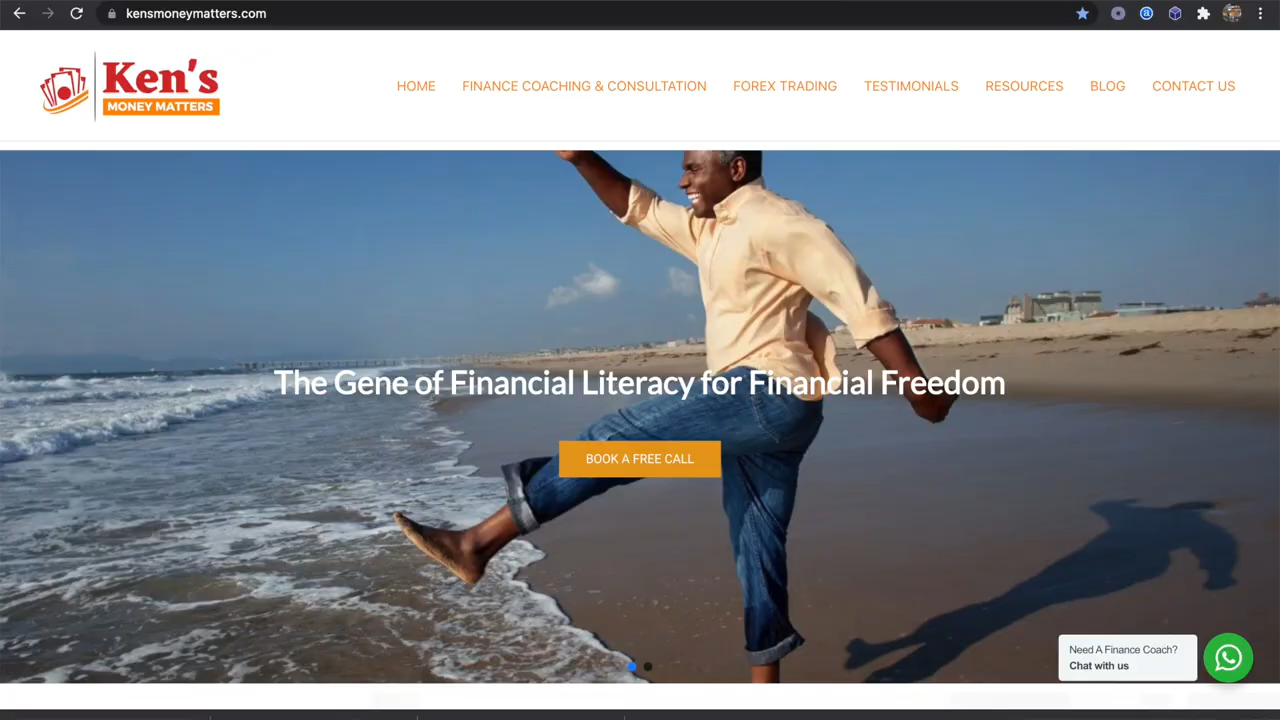 kensmoneymatters.com
Ken's
MONEY MATTERS
HOME FINANCE COACHING & CONSULTATION FOREX TRADING TESTIMONIALS RESOURCES BLOG CONTACT US
The Gene of Financial Literacy for Financial Freedom
BOOK A FREE CALL
Need A Finance Coach?
Chat with us